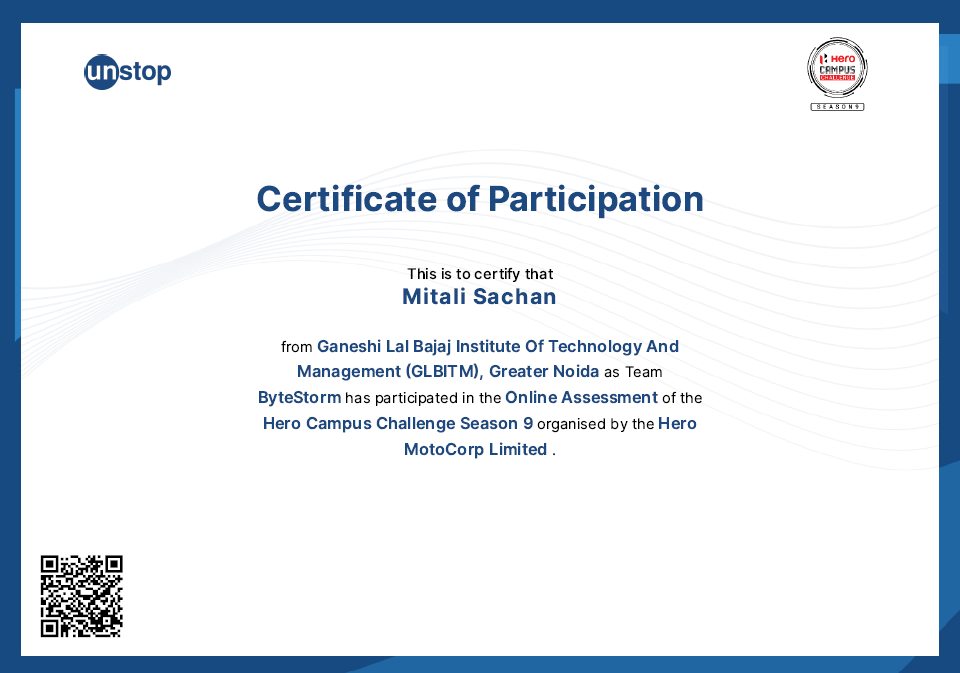 unstop
Hero
CAMPUS
CHALLENGE
SEASON 9
Certificate of Participation
This is to certify that
Mitali Sachan
from Ganeshi Lal Bajaj Institute Of Technology And
Management (GLBITM), Greater Noida as Team
ByteStorm has participated in the Online Assessment of the
Hero Campus Challenge Season 9 organised by the Hero
MotoCorp Limited .